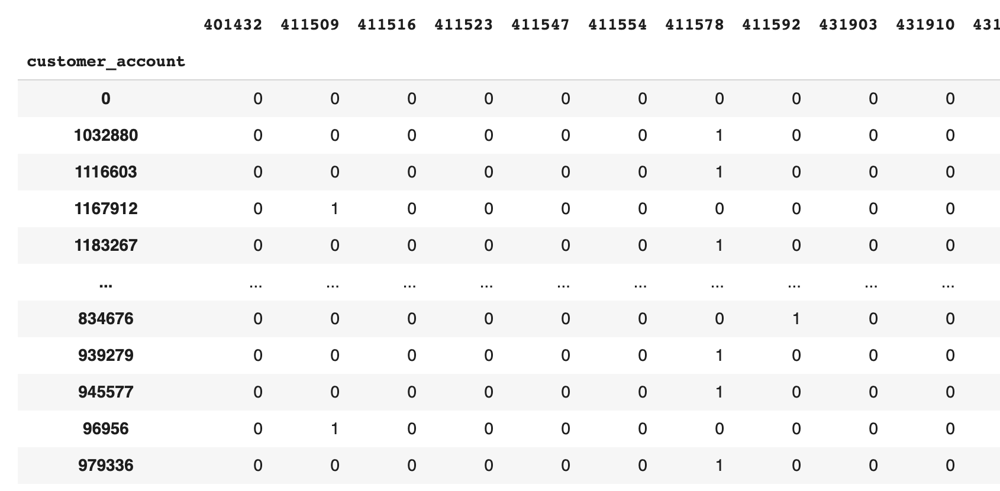 401432 411509 411516 411523 411547 411554 411578 411592 431903 431910 431
customer_account
0 0 0 0 0 0 0 0 0 0 0
1032880 0 0 0 0 0 0 1 0 0 0
1116603 0 0 0 0 0 0 1 0 0 0
1167912 0 1 0 0 0 0 0 0 0 0
1183267 0 0 0 0 0 0 1 0 0 0
... ... ... ... ... ... ... ... ... ... ...
834676 0 0 0 0 0 0 0 1 0 0
939279 0 0 0 0 0 0 1 0 0 0
945577 0 0 0 0 0 0 1 0 0 0
96956 0 1 0 0 0 0 0 0 0 0
979336 0 0 0 0 0 0 1 0 0 0